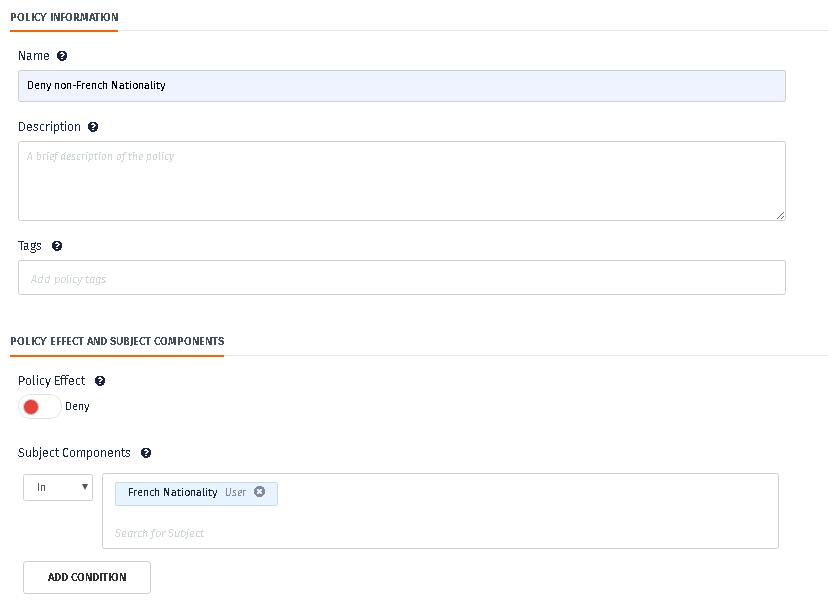 POLICY INFORMATION
Name
Deny non-French Nationality
Description
A brief description of the policy
Tags
Add policy tags
POLICY EFFECT AND SUBJECT COMPONENTS
Policy Effect
Deny
Subject Components
In
French Nationality User
Search for Subject
ADD CONDITION